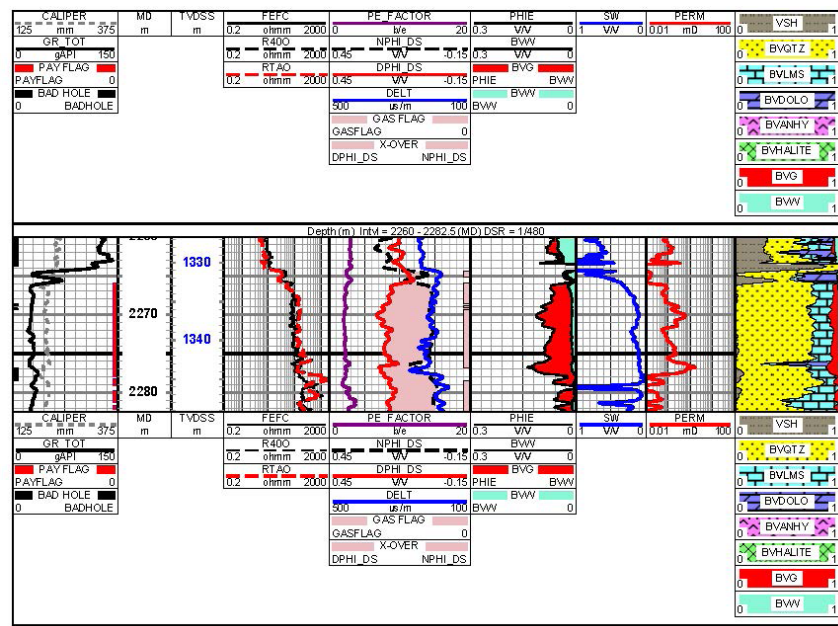 CALIPER MD TVDSS FEFC PE_FACTOR PHIE SW PERM
125 mm 375 m m 0.2 ohmm 2000 0 b/e 20 0.3 V/V 0 1 V/V 0 0.01 mD 100 0 VSH 1
GR_TOT R400 NPHI_DS BVW
0 gAPI 150 0.2 ohmm 2000 0.45 V/V -0.15 0.3 V/V 0 0 BVQTZ 1
PAYFLAG RTAO DPHI_DS BVG
PAYFLAG 0 0.2 ohmm 2000 0.45 V/V -0.15 PHIE BVW 0 BVLMS 1
BAD HOLE DELT BVW
0 BADHOLE 500 us/m 100 BVW 0 0 BVDOLO 1
GAS FLAG
GASFLAG 0 0 BVANHY 1
X-OVER
DPHI_DS NPHI_DS 0 BVHALITE 1
0 BVG 1
0 BVW 1
Depth(m) Intvl = 2260 - 2282.5 (MD) DSR = 1/480
1330
2270
1340
2280
CALIPER MD TVDSS FEFC PE_FACTOR PHIE SW PERM
125 mm 375 m m 0.2 ohmm 2000 0 b/e 20 0.3 V/V 0 1 V/V 0 0.01 mD 100 0 VSH 1
GR_TOT R400 NPHI_DS BVW
0 gAPI 150 0.2 ohmm 2000 0.45 V/V -0.15 0.3 V/V 0 0 BVQTZ 1
PAYFLAG RTAO DPHI_DS BVG
PAYFLAG 0 0.2 ohmm 2000 0.45 V/V -0.15 PHIE BVW 0 BVLMS 1
BAD HOLE DELT BVW
0 BADHOLE 500 us/m 100 BVW 0 0 BVDOLO 1
GAS FLAG
GASFLAG 0 0 BVANHY 1
X-OVER
DPHI_DS NPHI_DS 0 BVHALITE 1
0 BVG 1
0 BVW 1